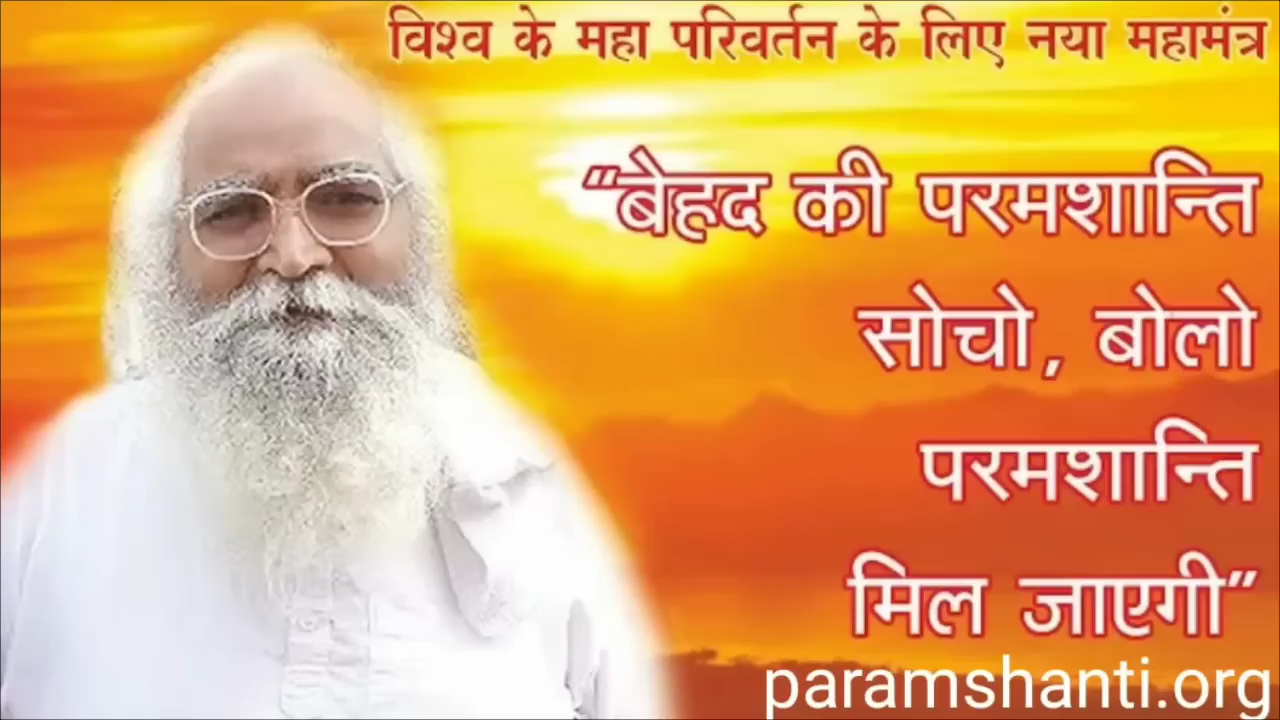 विश्व के महा परिवर्तन के लिए नया महामंत्र
“बेहद की परमशान्ति
सोचो, बोलो
परमशान्ति
मिल जाएगी”
paramshanti.org